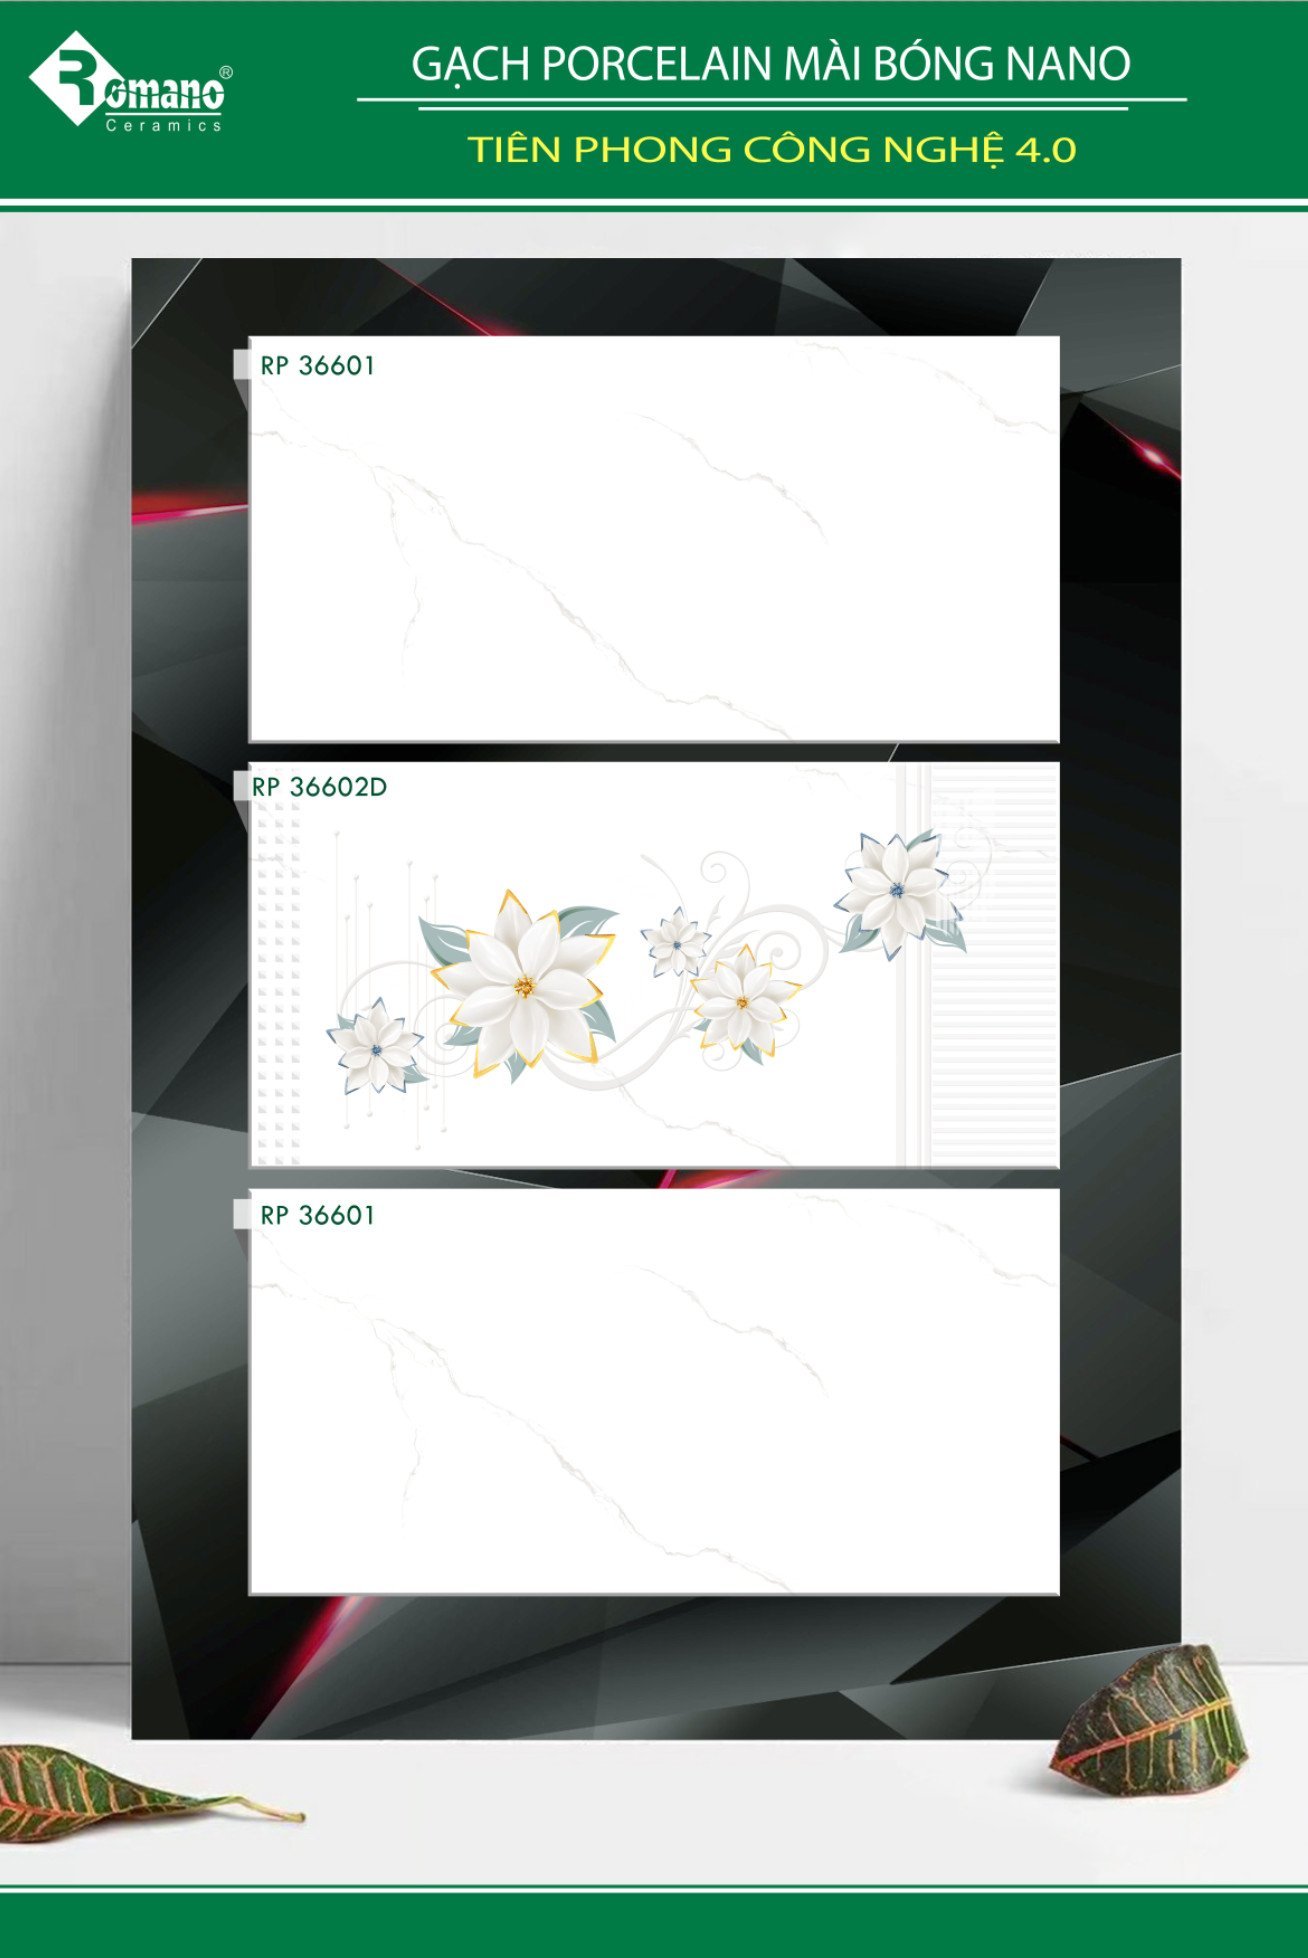 Romano®
Ceramics
GẠCH PORCELAIN MÀI BÓNG NANO
TIÊN PHONG CÔNG NGHỆ 4.0
RP 36601
RP 36602D
RP 36601